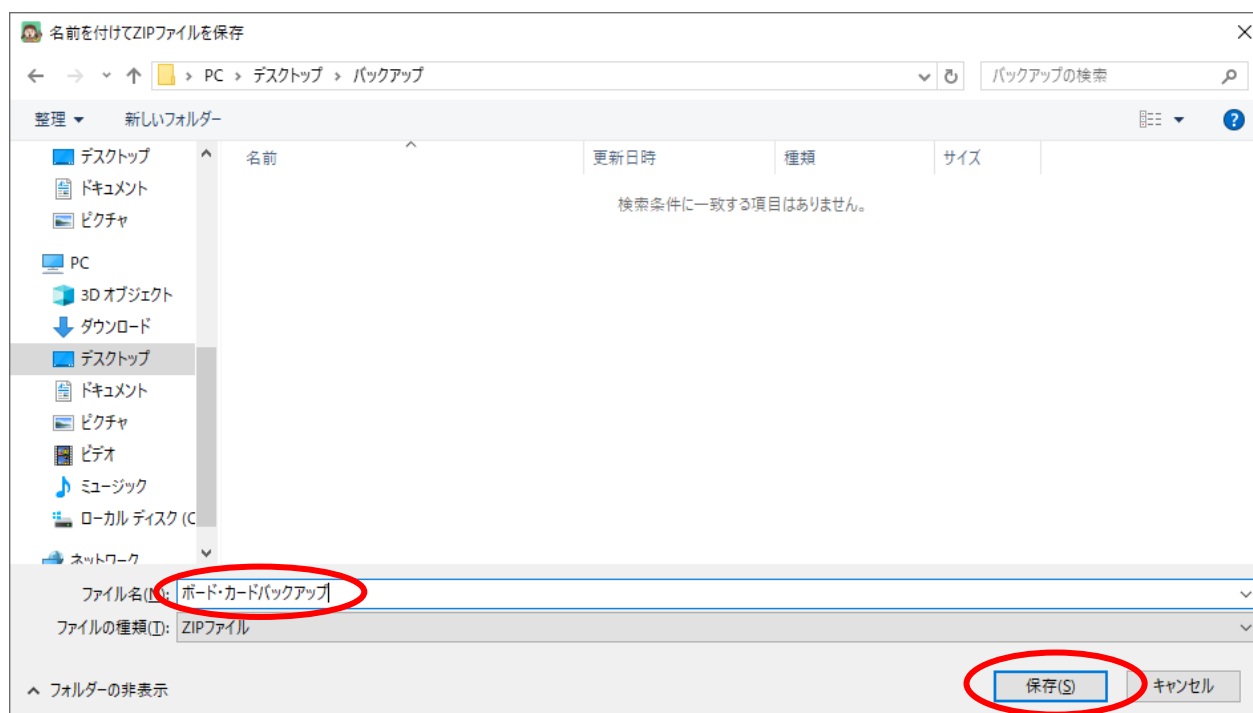 名前を付けてZIPファイルを保存
PC › デスクトップ › バックアップ
バックアップの検索
整理
新しいフォルダー
名前
更新日時
種類
サイズ
検索条件に一致する項目はありません。
デスクトップ
ドキュメント
ピクチャ
PC
3D オブジェクト
ダウンロード
デスクトップ
ドキュメント
ピクチャ
ビデオ
ミュージック
ローカル ディスク (C
ネットワーク
ファイル名(N): ボード・カードバックアップ
ファイルの種類(T): ZIPファイル
フォルダーの非表示
保存(S)
キャンセル